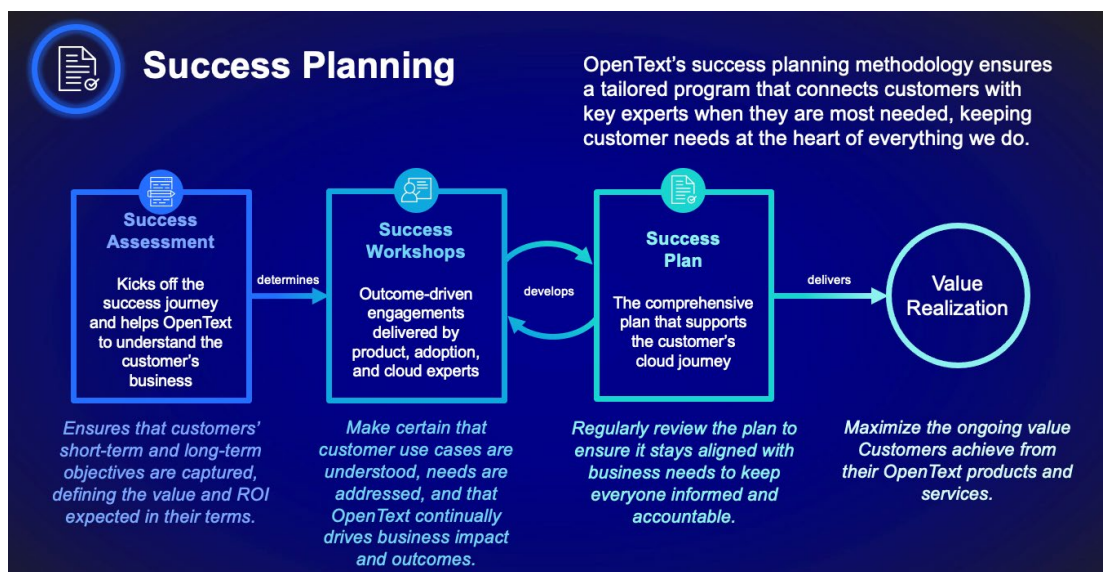 Success Planning
OpenText’s success planning methodology ensures
a tailored program that connects customers with
key experts when they are most needed, keeping
customer needs at the heart of everything we do.
Success
Assessment
Kicks off the
success journey
and helps OpenText
to understand the
customer’s
business
determines
Success
Workshops
Outcome-driven
engagements
delivered by
product, adoption,
and cloud experts
develops
Success
Plan
The comprehensive
plan that supports
the customer’s
cloud journey
delivers
Value
Realization
Ensures that customers’
short-term and long-term
objectives are captured,
defining the value and ROI
expected in their terms.
Make certain that
customer use cases are
understood, needs are
addressed, and that
OpenText continually
drives business impact
and outcomes.
Regularly review the plan to
ensure it stays aligned with
business needs to keep
everyone informed and
accountable.
Maximize the ongoing value
Customers achieve from
their OpenText products and
services.